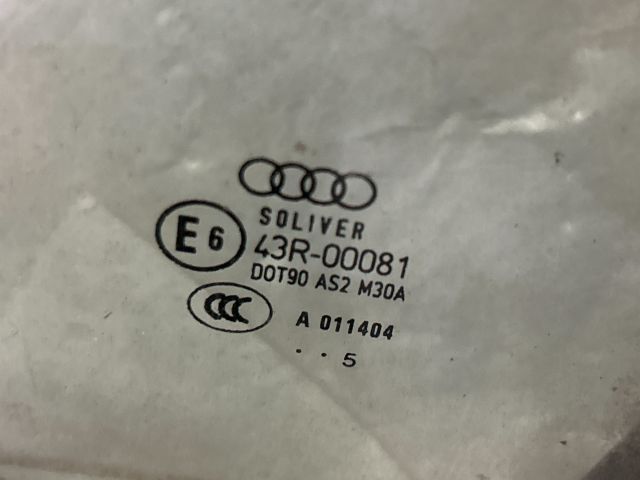 SOLIVER
E6
43R-00081
DOT90 AS2 M30A
CCC
A 011404
. . 5